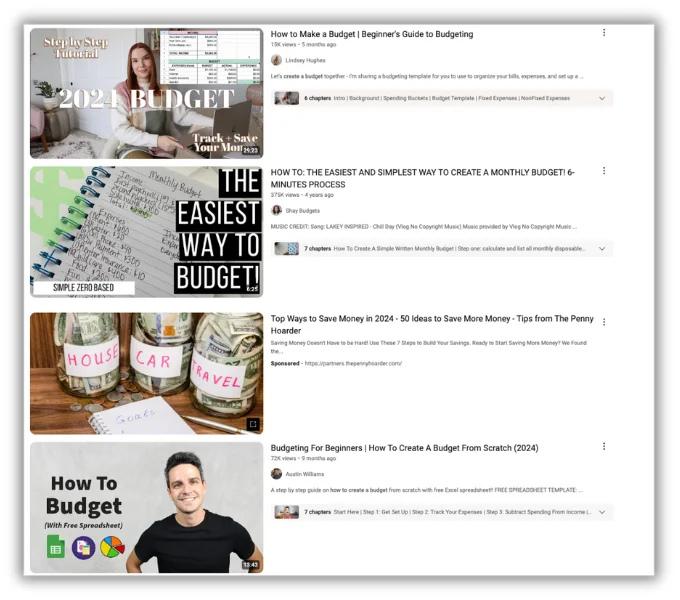 Step by Step
Tutorial
2024 BUDGET
Track + Save
Your Mon
29:23
How to Make a Budget | Beginner's Guide to Budgeting
15K views • 5 months ago
Lindsey Hughes
Let's create a budget together - I'm sharing a budgeting template for you to use to organize your bills, expenses, and set up a ...
6 chapters Intro | Background | Spending Buckets | Budget Template | Fixed Expenses | NonFixed Expenses
Monthly Budget
Income
Expenses
THE
EASIEST
WAY TO
BUDGET!
SIMPLE ZERO BASED
6:25
HOW TO: THE EASIEST AND SIMPLEST WAY TO CREATE A MONTHLY BUDGET! 6-
MINUTES PROCESS
375K views • 4 years ago
Shay Budgets
MUSIC CREDIT: Song: LAKEY INSPIRED - Chill Day (Vlog No Copyright Music) Music provided by Vlog No Copyright Music ...
7 chapters How To Create A Simple Written Monthly Budget | Step one: calculate and list all monthly disposable...
HOUSE
CAR
TRAVEL
Goals
Top Ways to Save Money in 2024 - 50 Ideas to Save More Money - Tips from The Penny
Hoarder
Saving Money Doesn't Have to be Hard! Use These 7 Steps to Build Your Savings. Ready to Start Saving More Money? We Found
the...
Sponsored • https://partners.thepennyhoarder.com/
How To
Budget
(With Free Spreadsheet)
13:43
Budgeting For Beginners | How To Create A Budget From Scratch (2024)
72K views • 9 months ago
Austin Williams
A step by step guide on how to create a budget from scratch with free Excel spreadsheet!! FREE SPREADSHEET TEMPLATE: ...
7 chapters Start Here | Step 1: Get Set Up | Step 2: Track Your Expenses | Step 3: Subtract Spending From Income |...